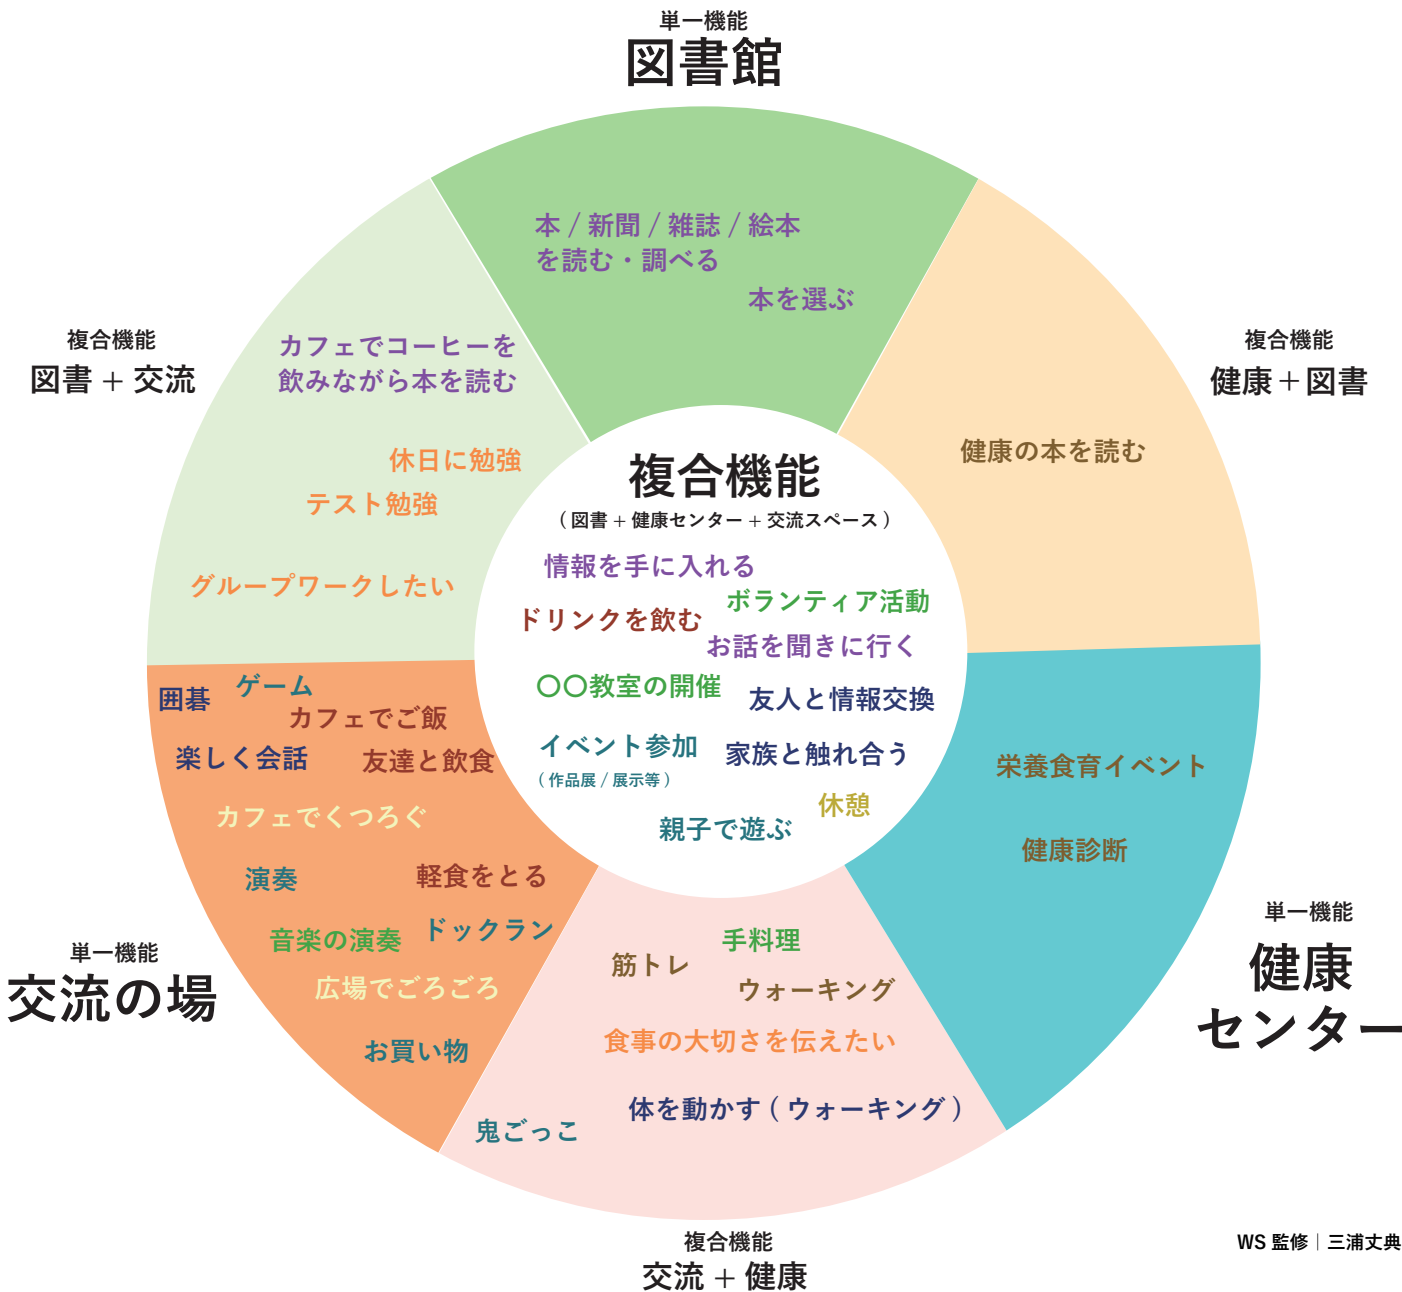 単一機能
図書館
本 / 新聞 / 雑誌 / 絵本
を読む・調べる
本を選ぶ
複合機能
健康＋図書
健康の本を読む
単一機能
健康
センター
栄養食育イベント
健康診断
複合機能
交流 + 健康
手料理
筋トレ
ウォーキング
食事の大切さを伝えたい
体を動かす ( ウォーキング )
鬼ごっこ
単一機能
交流の場
囲碁
ゲーム
カフェでご飯
楽しく会話
友達と飲食
カフェでくつろぐ
演奏
軽食をとる
音楽の演奏
ドックラン
広場でごろごろ
お買い物
複合機能
図書 + 交流
カフェでコーヒーを
飲みながら本を読む
休日に勉強
テスト勉強
グループワークしたい
複合機能
( 図書 + 健康センター + 交流スペース )
情報を手に入れる
ボランティア活動
ドリンクを飲む
お話を聞きに行く
〇〇教室の開催
友人と情報交換
イベント参加
( 作品展 / 展示等 )
家族と触れ合う
休憩
親子で遊ぶ
WS 監修｜三浦丈典